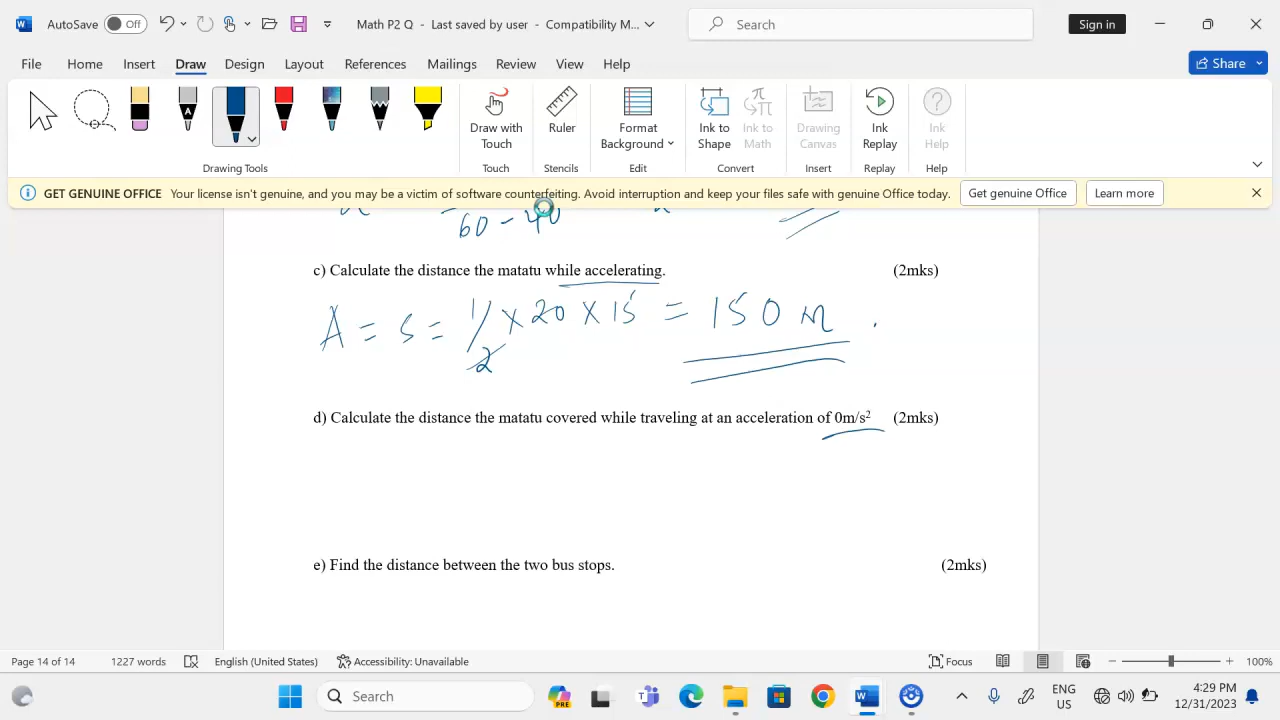 AutoSave Off Math P2 Q - Last saved by user - Compatibility M... Search Sign in
File Home Insert Draw Design Layout References Mailings Review View Help Share
Draw with Touch Ruler Format Background Ink to Shape Ink to Math Drawing Canvas Ink Replay Ink Help
Drawing Tools Touch Stencils Edit Convert Insert Replay Help
GET GENUINE OFFICE Your license isn't genuine, and you may be a victim of software counterfeiting. Avoid interruption and keep your files safe with genuine Office today. Get genuine Office Learn more
60 - 40
c) Calculate the distance the matatu while accelerating. (2mks)
A = S = 1/2 × 20 × 15 = 150 m .
d) Calculate the distance the matatu covered while traveling at an acceleration of 0m/s² (2mks)
e) Find the distance between the two bus stops. (2mks)
Page 14 of 14 1227 words English (United States) Accessibility: Unavailable Focus 100%
Search PRE ENG US 4:29 PM 12/31/2023